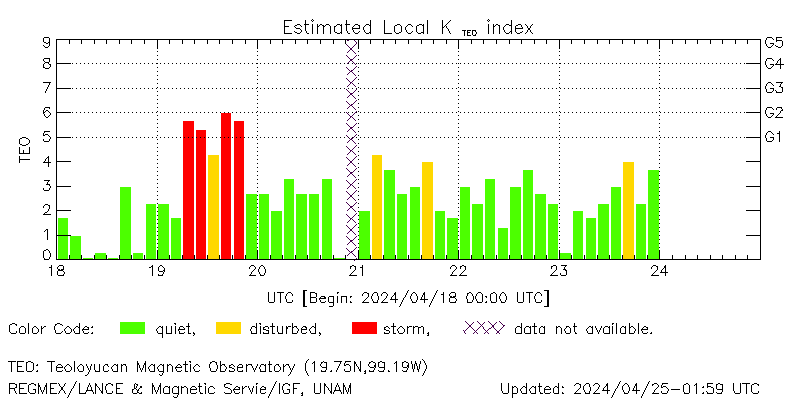 Estimated Local K TEO index
9 G5
8 G4
7 G3
6 G2
5 G1
4
3
2
1
0
TEO
18 19 20 21 22 23 24
UTC [Begin: 2024/04/18 00:00 UTC]
Color Code: quiet, disturbed, storm, data not available.
TEO: Teoloyucan Magnetic Observatory (19.75N,99.19W)
REGMEX/LANCE & Magnetic Servie/IGF, UNAM Updated: 2024/04/25-01:59 UTC